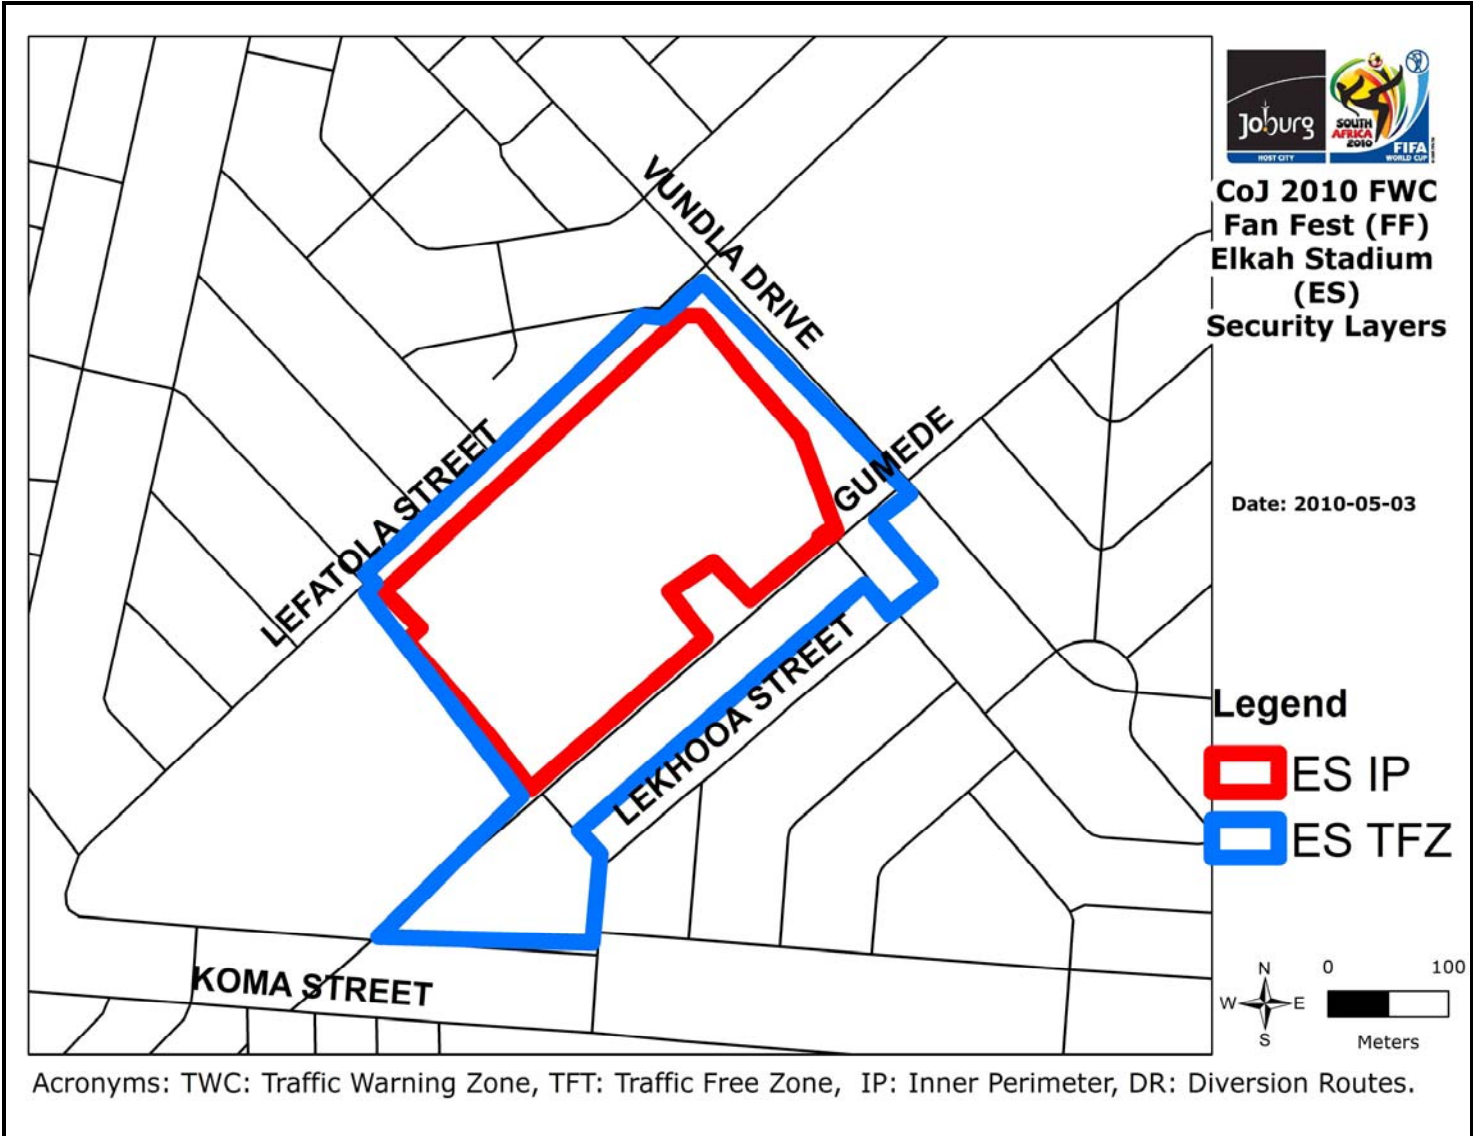 Joburg
HOST CITY
SOUTH
AFRICA
2010
FIFA
WORLD CUP
CoJ 2010 FWC
Fan Fest (FF)
Elkah Stadium
(ES)
Security Layers
VUNDLA DRIVE
GUMEDE
LEFATOLA STREET
LEKHOOA STREET
KOMA STREET
Date: 2010-05-03
Legend
ES IP
ES TFZ
N
W E
S
0 100
Meters
Acronyms: TWC: Traffic Warning Zone, TFT: Traffic Free Zone, IP: Inner Perimeter, DR: Diversion Routes.